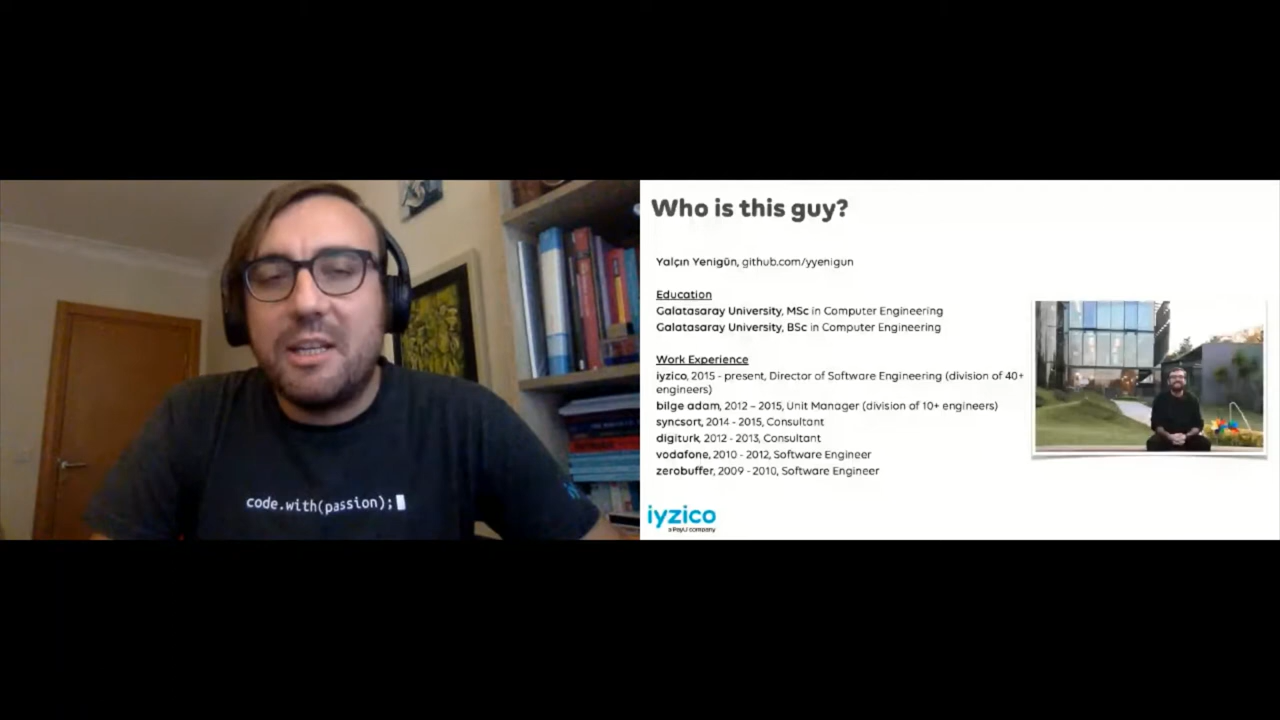 code.with(passion);
Who is this guy?
Yalçın Yenigün, github.com/yyenigun
Education
Galatasaray University, MSc in Computer Engineering
Galatasaray University, BSc in Computer Engineering
Work Experience
iyzico, 2015 - present, Director of Software Engineering (division of 40+
engineers)
bilge adam, 2012 – 2015, Unit Manager (division of 10+ engineers)
syncsort, 2014 - 2015, Consultant
digiturk, 2012 - 2013, Consultant
vodafone, 2010 - 2012, Software Engineer
zerobuffer, 2009 - 2010, Software Engineer
iyzico
a PayU company